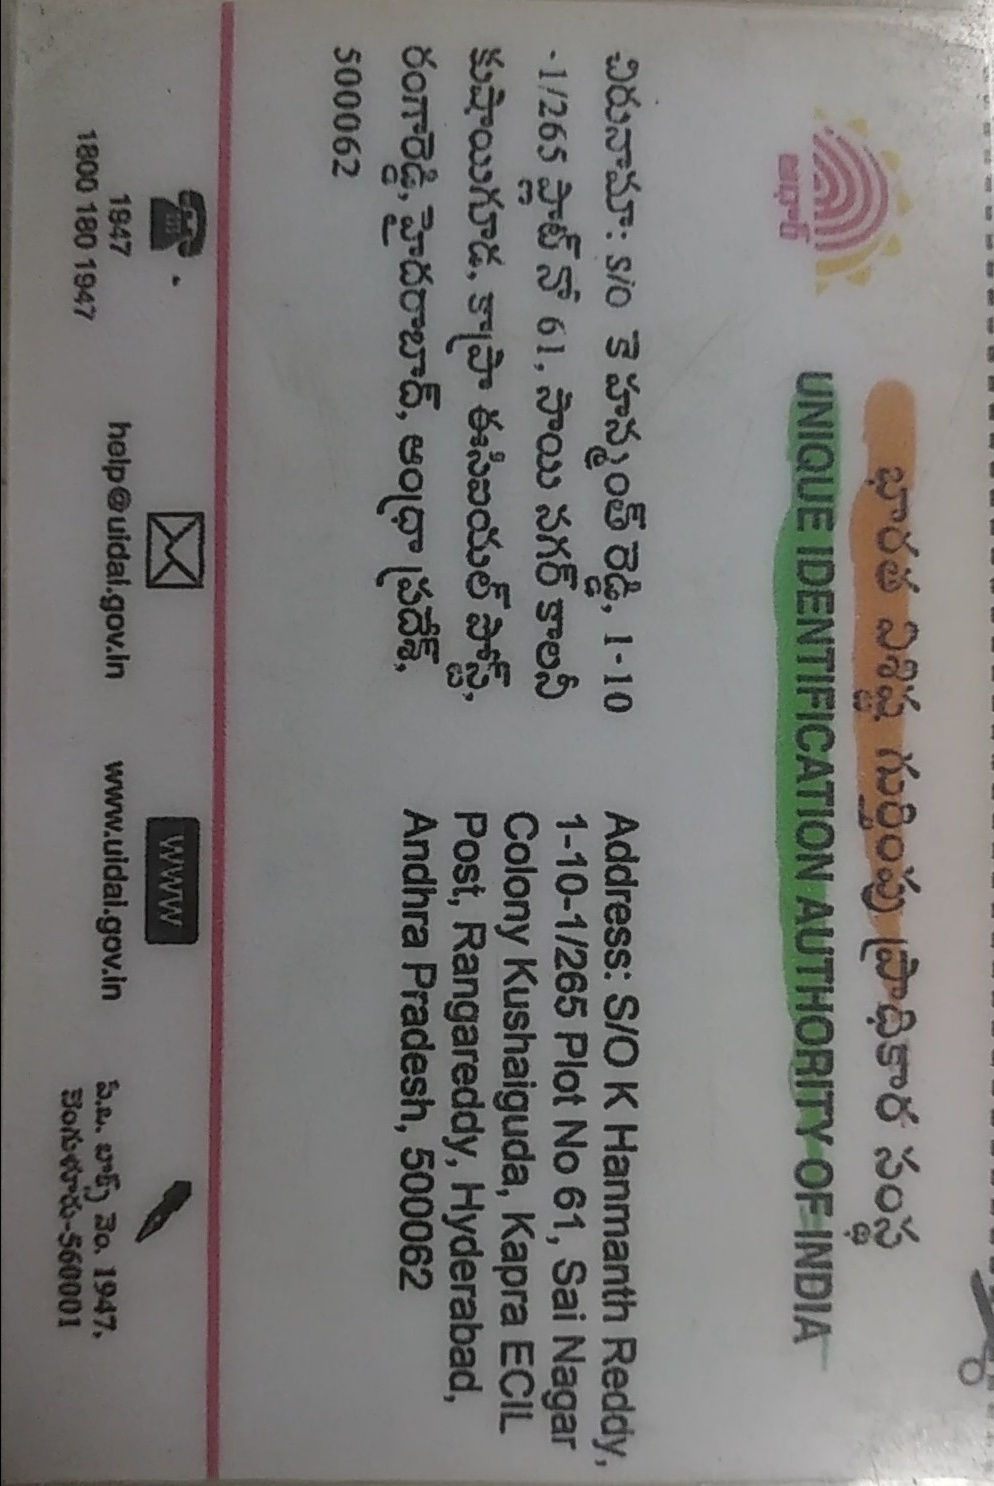 ఆధార్
భారత విశిష్ట గుర్తింపు ప్రాధికార సంస్థ
UNIQUE IDENTIFICATION AUTHORITY OF INDIA
చిరునామా: S/O కె హన్మంత్ రెడ్డి, 1-10
-1/265 ప్లాట్ నో 61, సాయి నగర్ కాలనీ
కుషాయిగూడ, కాప్రా ఈసిఐయల్ పోస్ట్,
రంగారెడ్డి, హైదరాబాద్, ఆంధ్రా ప్రదేశ్,
500062
Address: S/O K Hanmanth Reddy,
1-10-1/265 Plot No 61, Sai Nagar
Colony Kushaiguda, Kapra ECIL
Post, Rangareddy, Hyderabad,
Andhra Pradesh, 500062
1947
1800 180 1947
help@uidai.gov.in
WWW
www.uidai.gov.in
పి.ఒ. బాక్స్ నెం. 1947,
బెంగుళూరు-560001